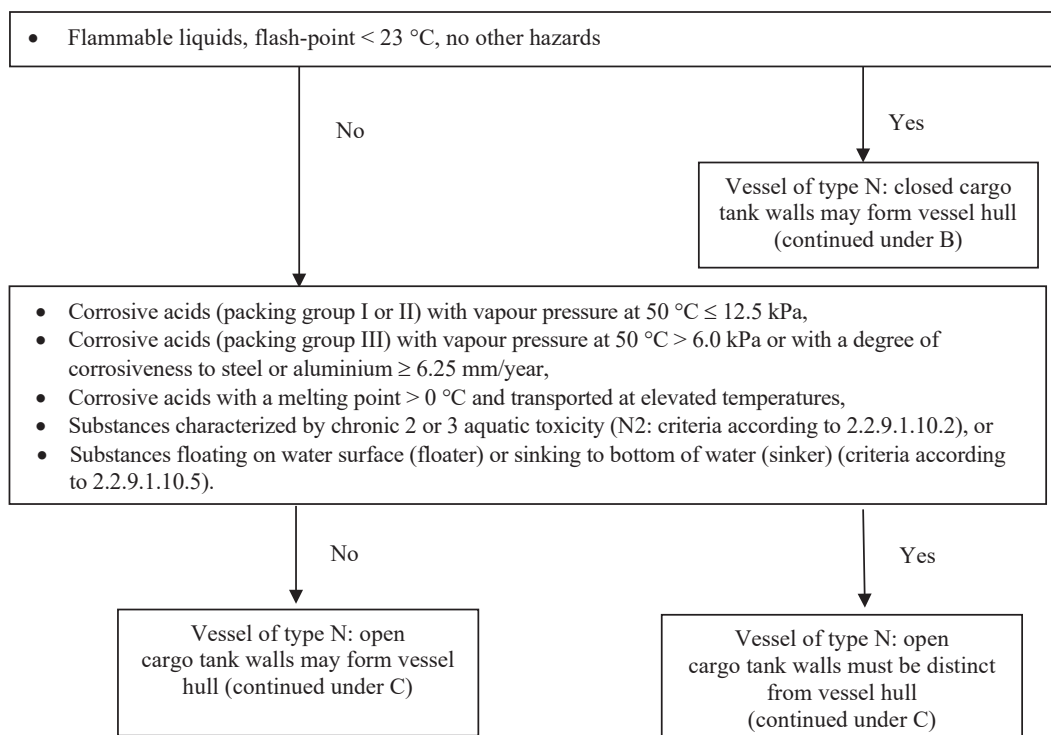 • Flammable liquids, flash-point < 23 °C, no other hazards
No
Yes
Vessel of type N: closed cargo
tank walls may form vessel hull
(continued under B)
• Corrosive acids (packing group I or II) with vapour pressure at 50 °C ≤ 12.5 kPa,
• Corrosive acids (packing group III) with vapour pressure at 50 °C > 6.0 kPa or with a degree of
corrosiveness to steel or aluminium ≥ 6.25 mm/year,
• Corrosive acids with a melting point > 0 °C and transported at elevated temperatures,
• Substances characterized by chronic 2 or 3 aquatic toxicity (N2: criteria according to 2.2.9.1.10.2), or
• Substances floating on water surface (floater) or sinking to bottom of water (sinker) (criteria according
to 2.2.9.1.10.5).
No
Yes
Vessel of type N: open
cargo tank walls may form vessel
hull (continued under C)
Vessel of type N: open
cargo tank walls must be distinct
from vessel hull
(continued under C)